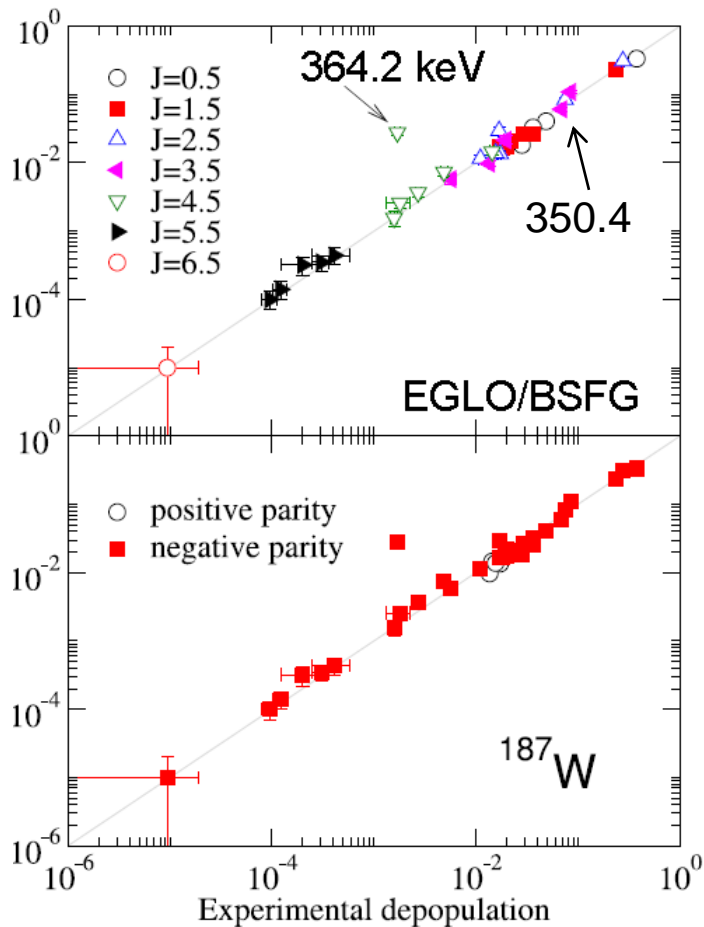 10^0
J=0.5
364.2 keV
J=1.5
J=2.5
10^-2
J=3.5
J=4.5
350.4
J=5.5
J=6.5
10^-4
EGLO/BSFG
10^0
positive parity
negative parity
10^-2
10^-4
^187W
10^-6
10^-6 10^-4 10^-2 10^0
Experimental depopulation